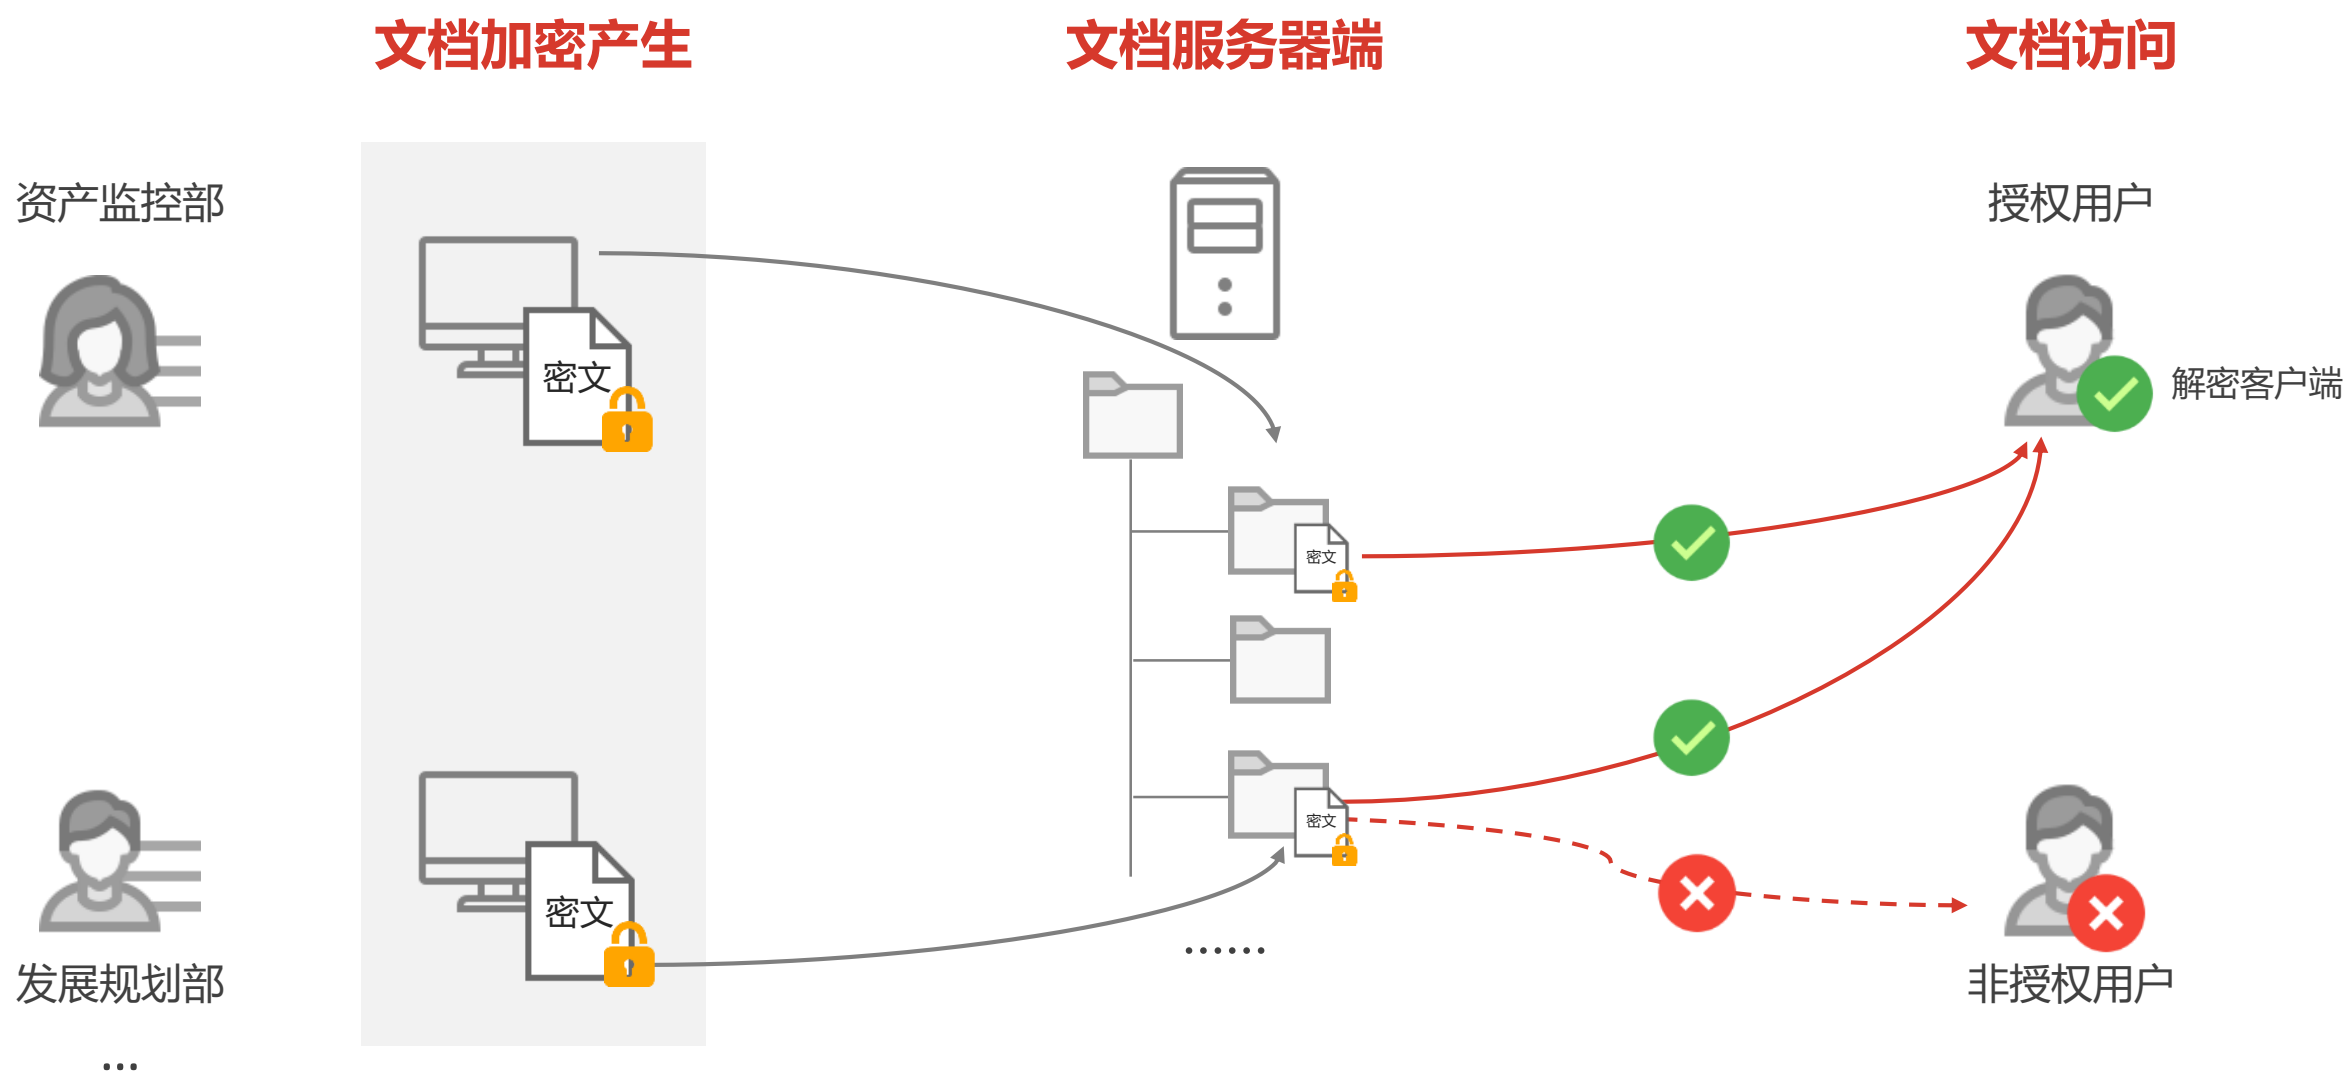 文档加密产生
文档服务器端
文档访问
资产监控部
授权用户
密文
解密客户端
密文
密文
密文
发展规划部
……
非授权用户
…